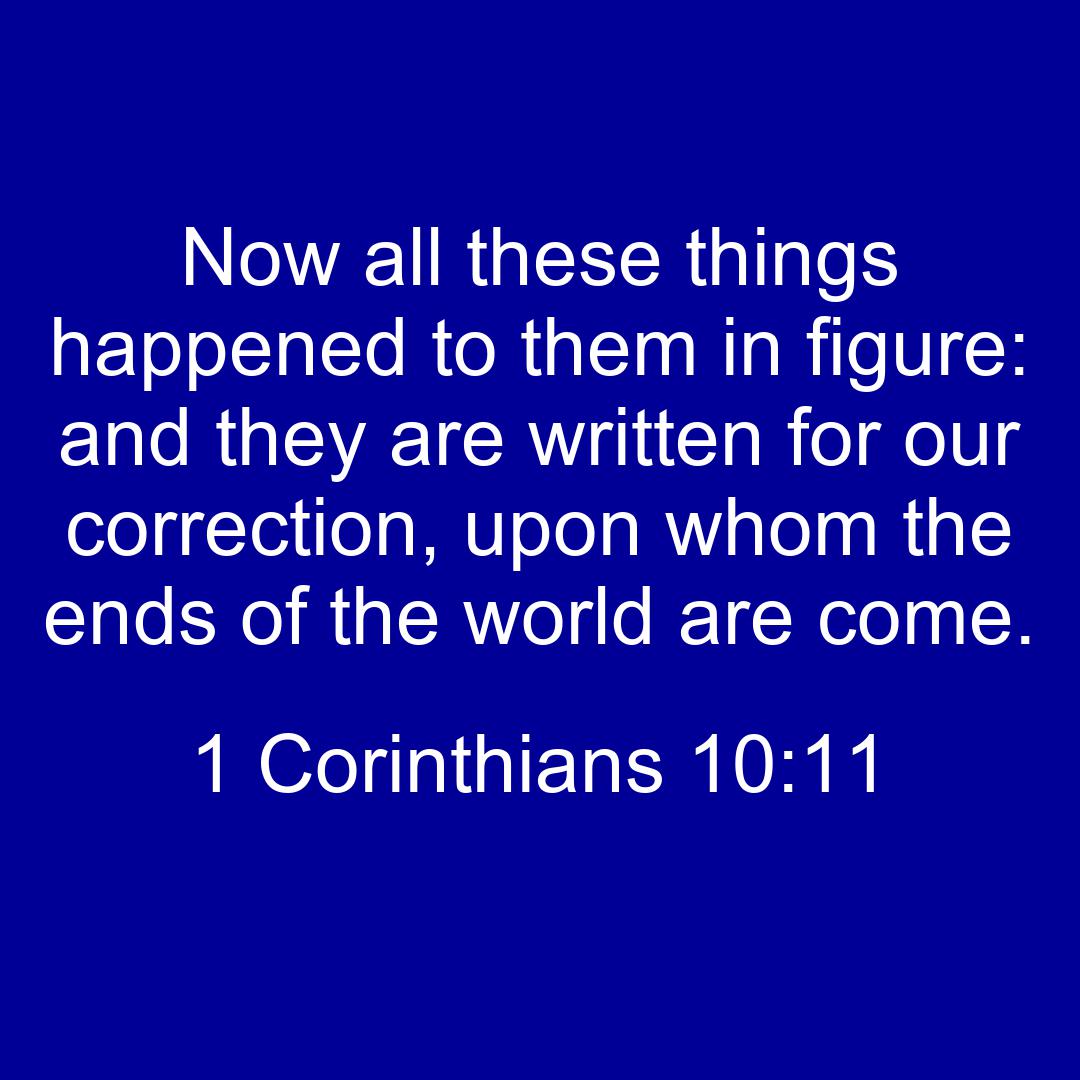 Now all these things
happened to them in figure:
and they are written for our
correction, upon whom the
ends of the world are come.
1 Corinthians 10:11